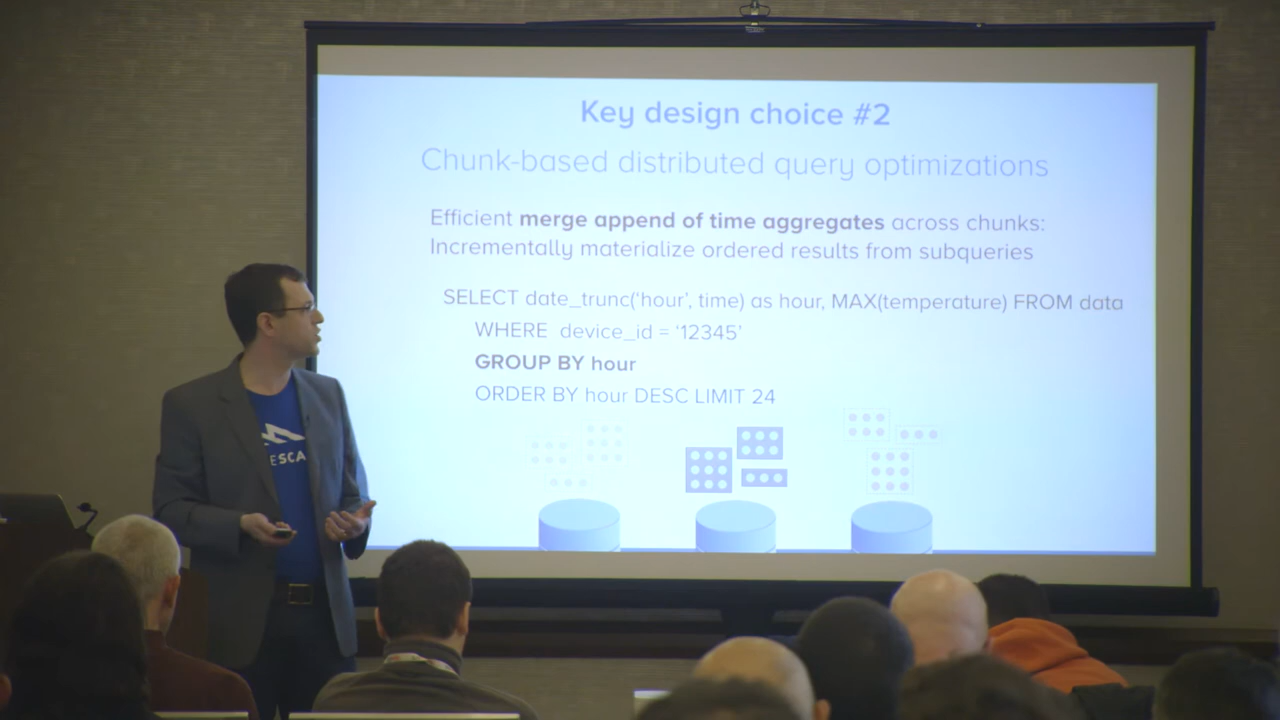 Key design choice #2
Chunk-based distributed query optimizations
Efficient merge append of time aggregates across chunks:
Incrementally materialize ordered results from subqueries
SELECT date_trunc(‘hour’, time) as hour, MAX(temperature) FROM data
WHERE device_id = ‘12345’
GROUP BY hour
ORDER BY hour DESC LIMIT 24
ESCA